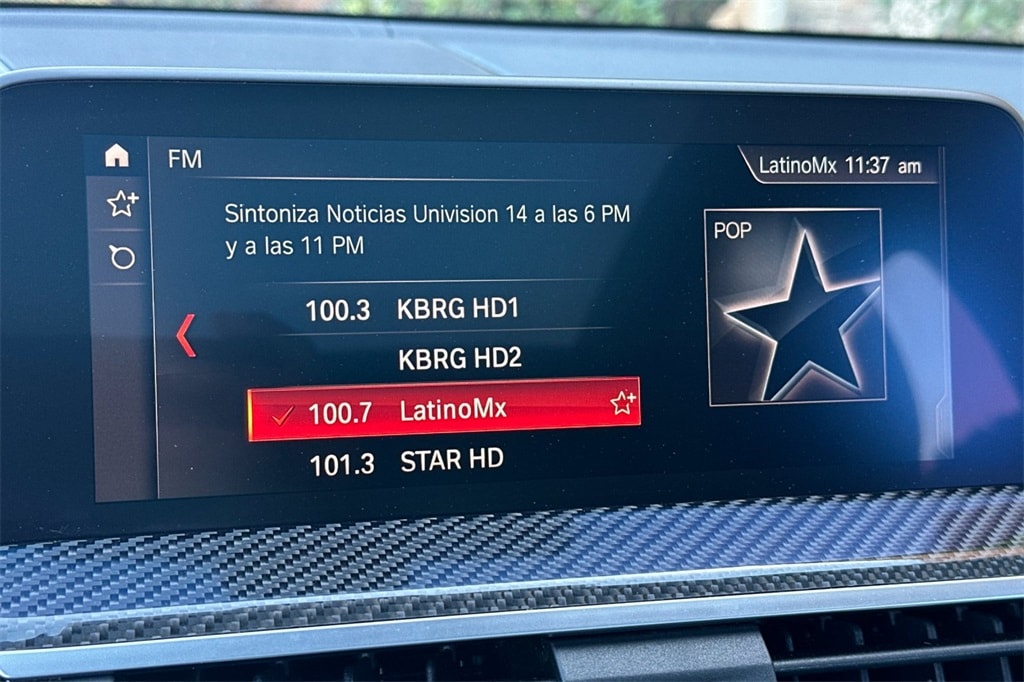 FM
LatinoMx 11:37 am
Sintoniza Noticias Univision 14 a las 6 PM
y a las 11 PM
POP
100.3 KBRG HD1
KBRG HD2
100.7 LatinoMx
101.3 STAR HD